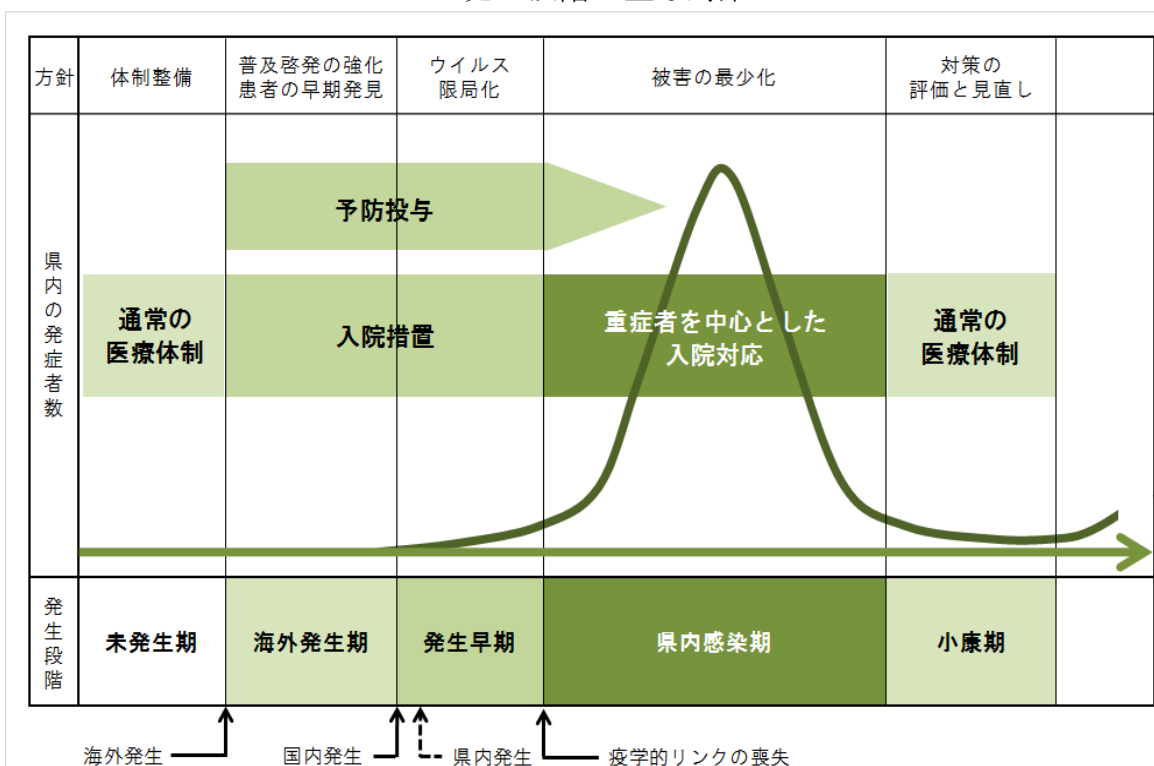 方針
体制整備
普及啓発の強化
患者の早期発見
ウイルス
限局化
被害の最少化
対策の
評価と見直し
県内の発症者数
予防投与
通常の
医療体制
入院措置
重症者を中心とした
入院対応
通常の
医療体制
発生段階
未発生期
海外発生期
発生早期
県内感染期
小康期
海外発生
国内発生
県内発生
疫学的リンクの喪失